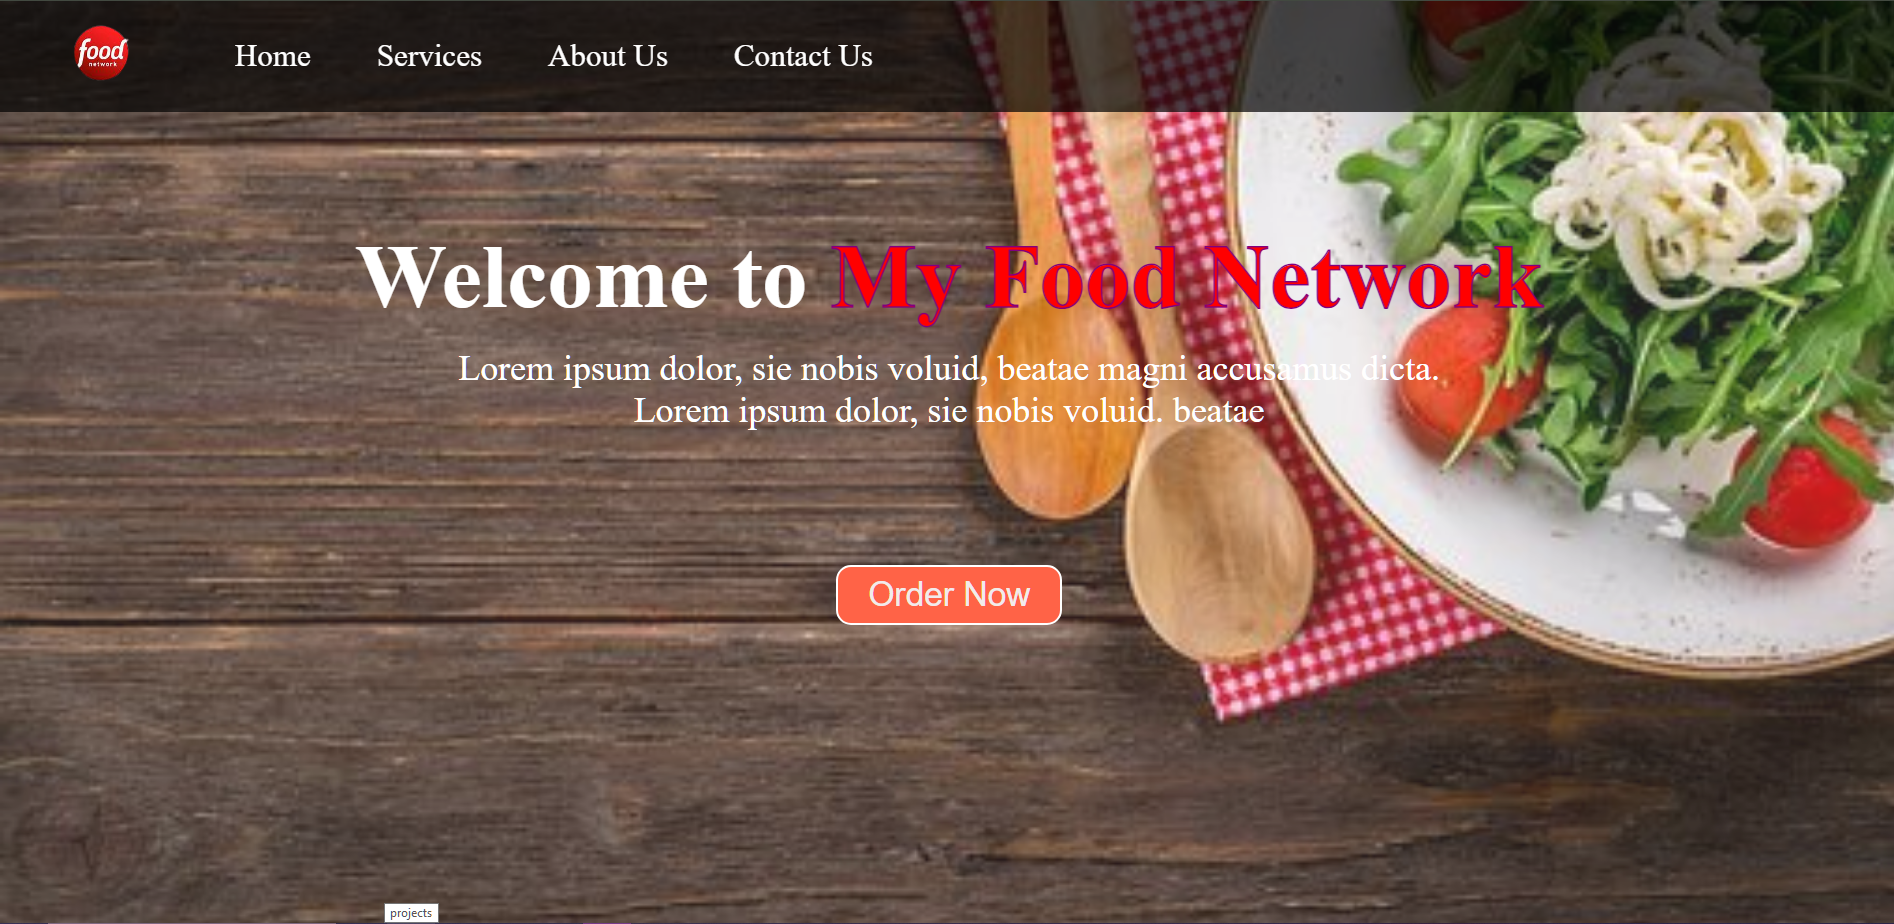 food
network
Home Services About Us Contact Us
Welcome to My Food Network
Lorem ipsum dolor, sie nobis voluid, beatae magni accusamus dicta.
Lorem ipsum dolor, sie nobis voluid. beatae
Order Now
projects